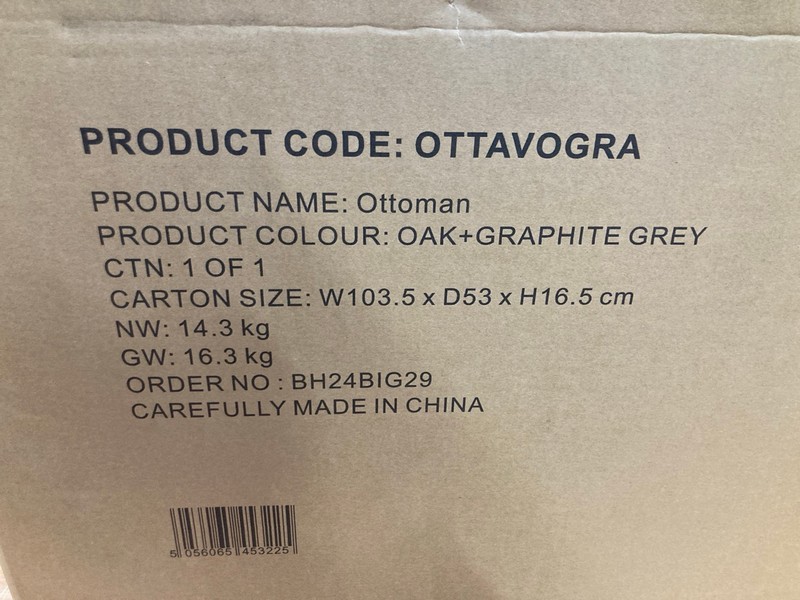 PRODUCT CODE: OTTAVOGRA
PRODUCT NAME: Ottoman
PRODUCT COLOUR: OAK+GRAPHITE GREY
CTN: 1 OF 1
CARTON SIZE: W103.5 x D53 x H16.5 cm
NW: 14.3 kg
GW: 16.3 kg
ORDER NO : BH24BIG29
CAREFULLY MADE IN CHINA
5 056065 453225